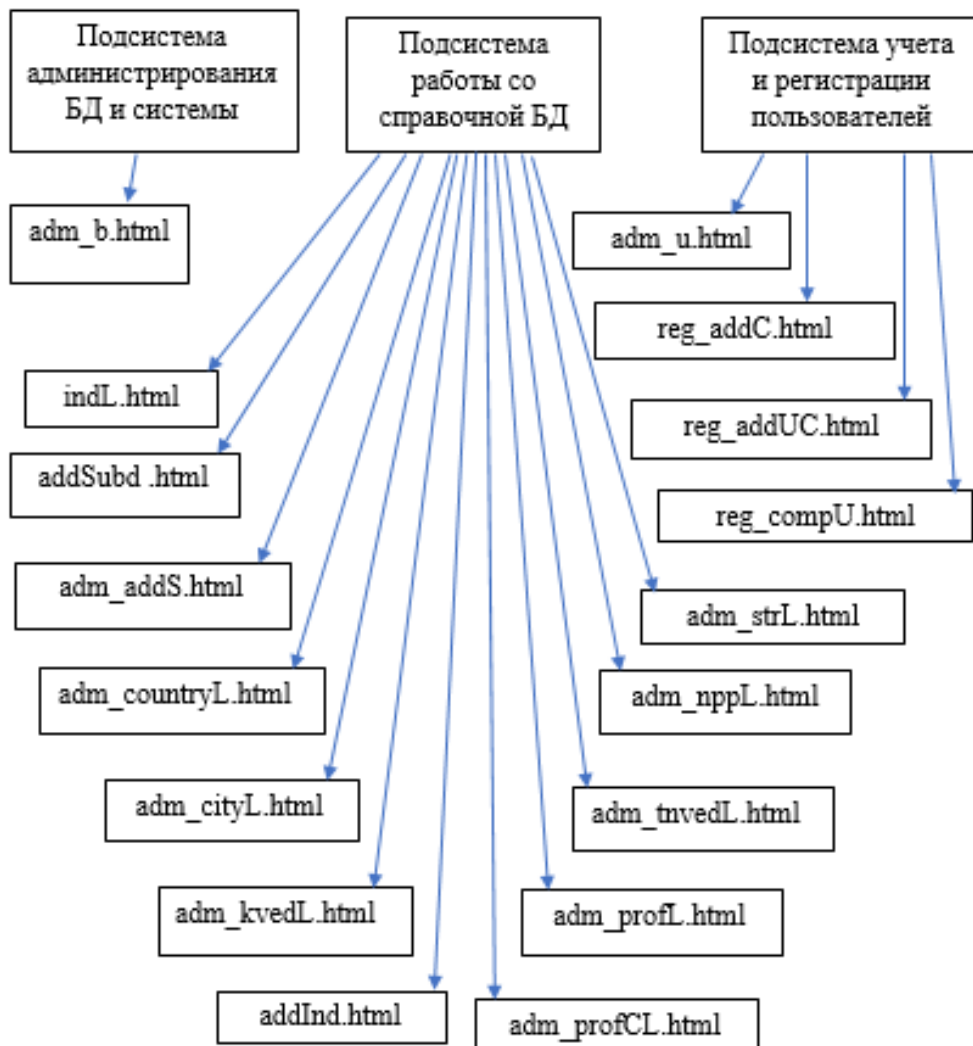 Подсистема
администрирования
БД и системы
Подсистема
работы со
справочной БД
Подсистема учета
и регистрации
пользователей
adm_b.html
adm_u.html
reg_addC.html
indL.html
reg_addUC.html
addSubd .html
reg_compU.html
adm_addS.html
adm_strL.html
adm_countryL.html
adm_nppL.html
adm_cityL.html
adm_tnvedL.html
adm_kvedL.html
adm_profL.html
addInd.html
adm_profCL.html